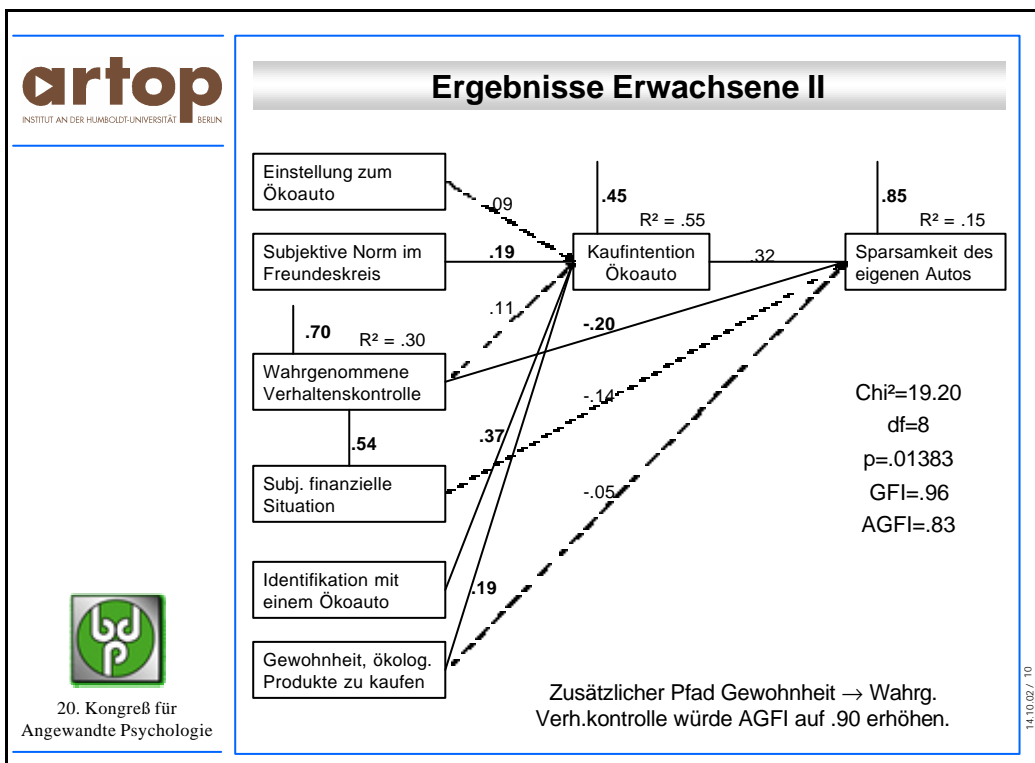 artop
INSTITUT AN DER HUMBOLDT-UNIVERSITÄT BERLIN
Ergebnisse Erwachsene II
Einstellung zum
Ökoauto
.09
.45
R² = .55
.85
R² = .15
Subjektive Norm im
Freundeskreis
.19
Kaufintention
Ökoauto
.32
Sparsamkeit des
eigenen Autos
.11
.70
R² = .30
-.20
Wahrgenommene
Verhaltenskontrolle
-.14
.54
.37
Subj. finanzielle
Situation
-.05
Chi²=19.20
df=8
p=.01383
GFI=.96
AGFI=.83
Identifikation mit
einem Ökoauto
.19
Gewohnheit, ökolog.
Produkte zu kaufen
Zusätzlicher Pfad Gewohnheit → Wahrg.
Verh.kontrolle würde AGFI auf .90 erhöhen.
bdp
20. Kongreß für
Angewandte Psychologie
14.10.02 / 10